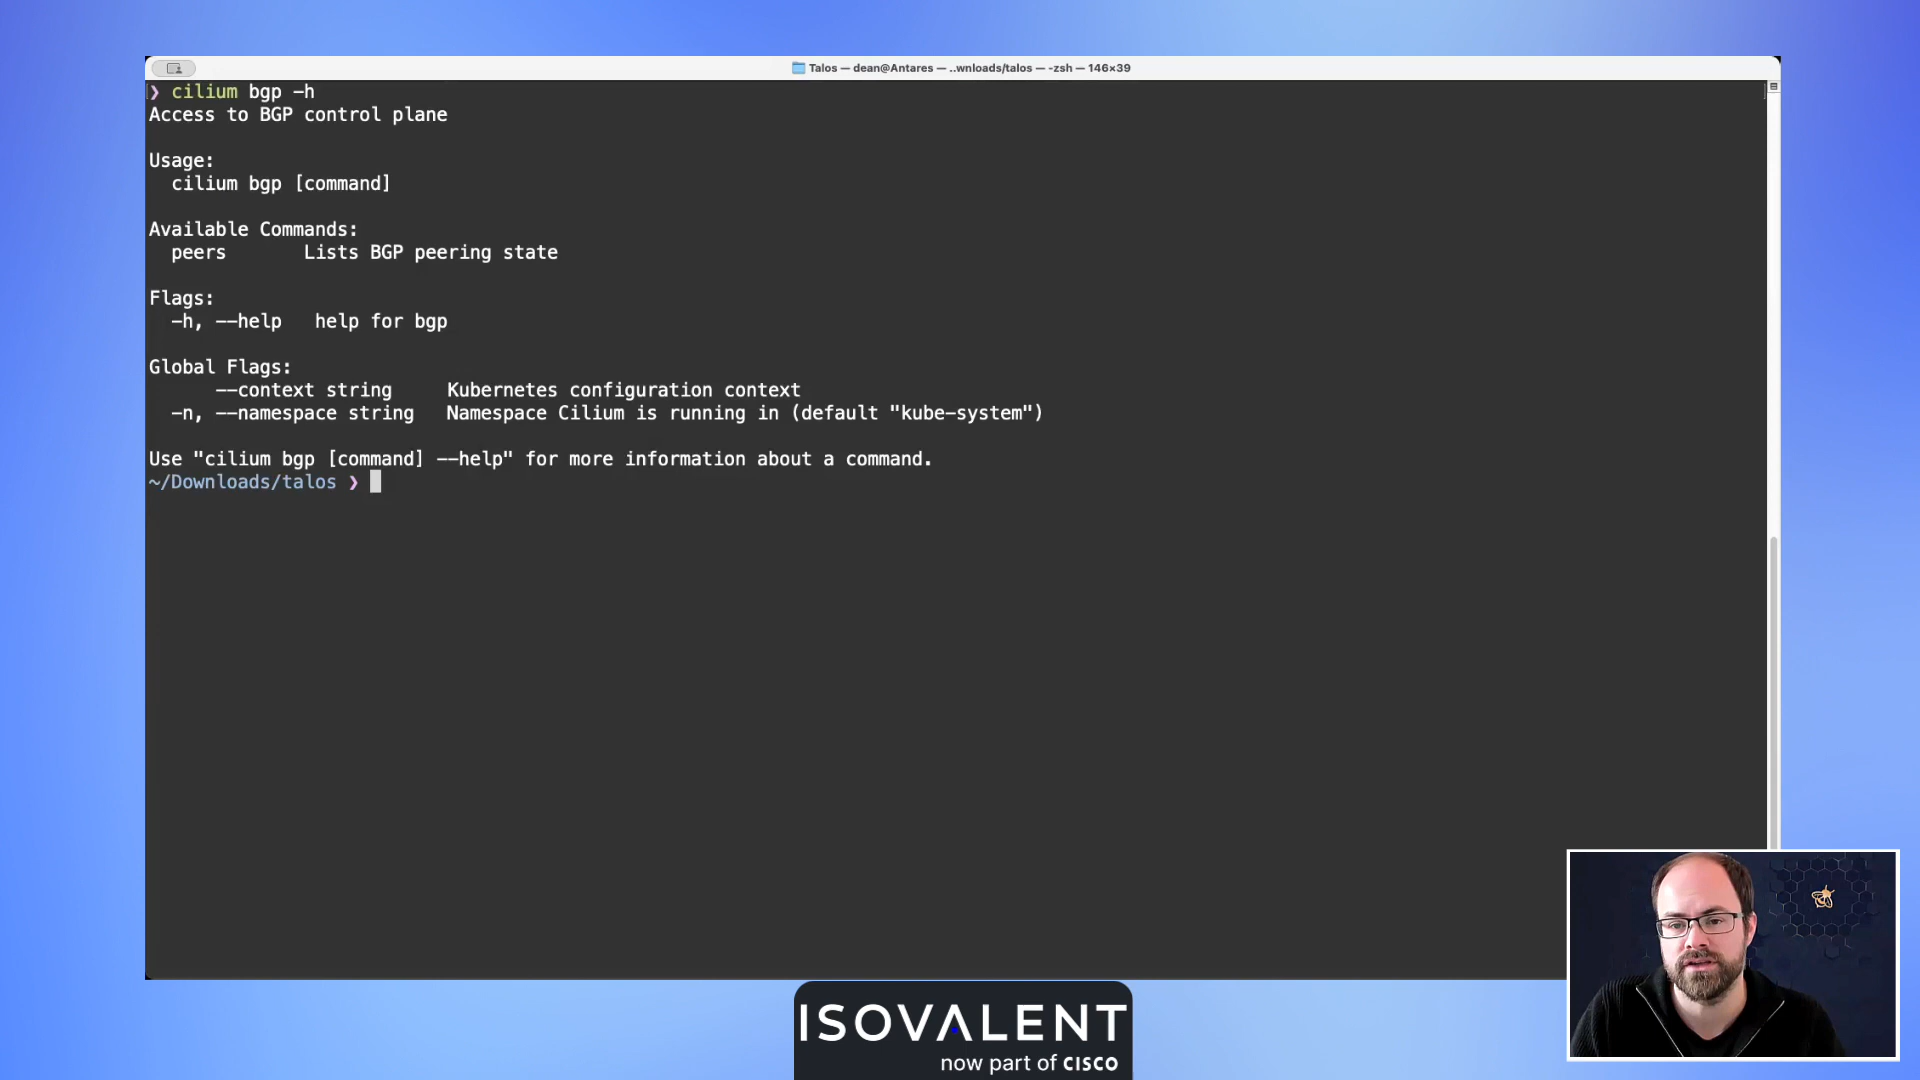 Talos — dean@Antares — ..wnloads/talos — -zsh — 146×39
❯ cilium bgp -h
Access to BGP control plane
Usage:
cilium bgp [command]
Available Commands:
peers Lists BGP peering state
Flags:
-h, --help help for bgp
Global Flags:
--context string Kubernetes configuration context
-n, --namespace string Namespace Cilium is running in (default "kube-system")
Use "cilium bgp [command] --help" for more information about a command.
~/Downloads/talos ❯
ISOVALENT
now part of CISCO